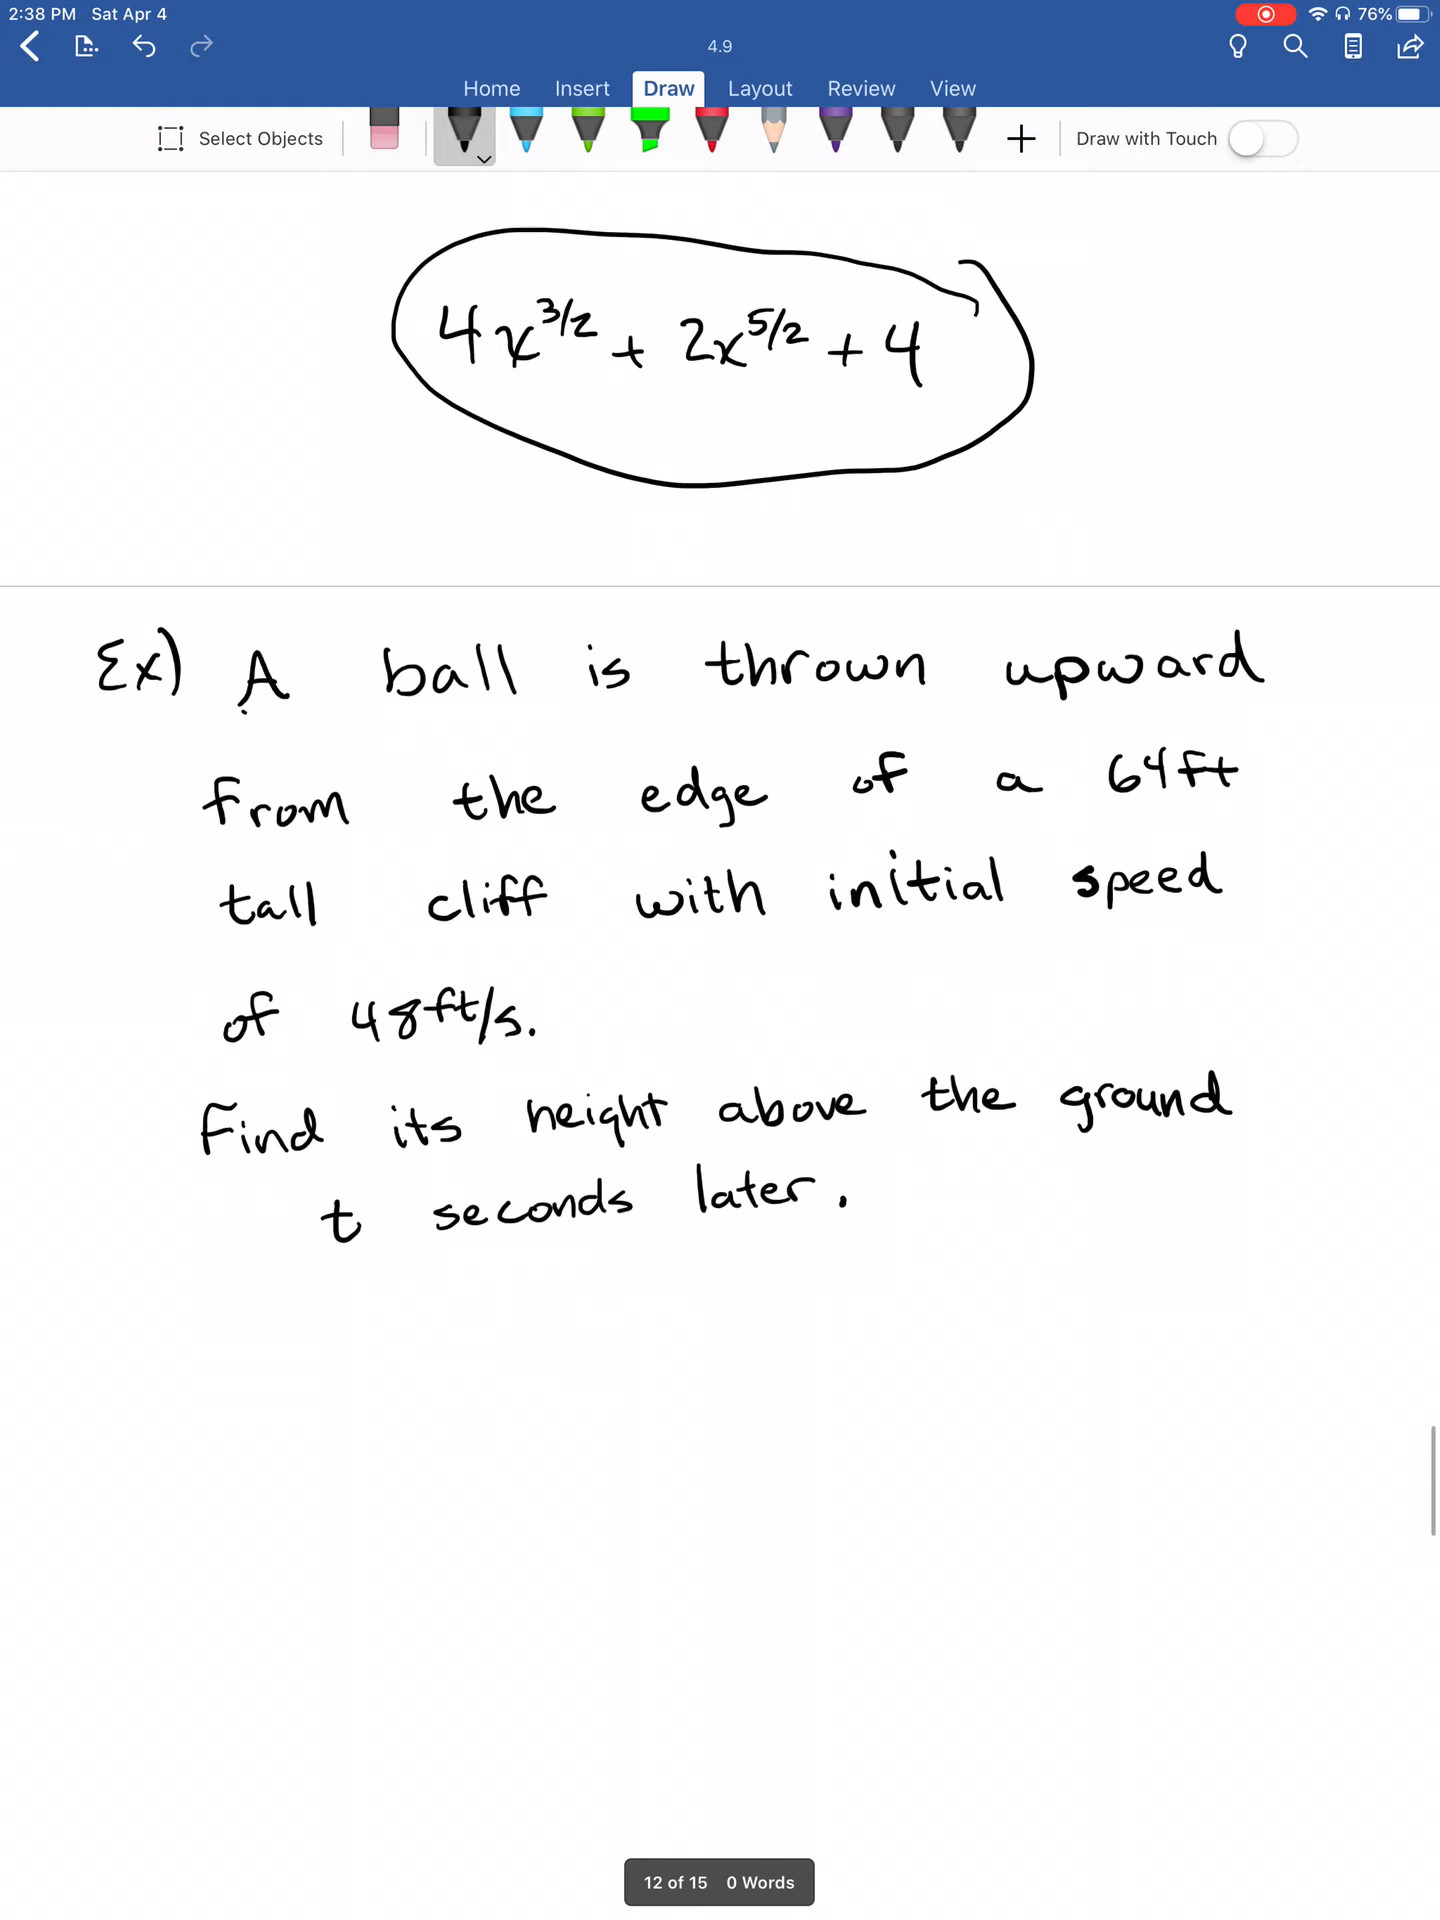 2:38 PM Sat Apr 4
76%
4.9
Home Insert Draw Layout Review View
Select Objects
Draw with Touch
4x^{3/2} + 2x^{5/2} + 4
Ex) A ball is thrown upward
from the edge of a 64ft
tall cliff with initial speed
of 48ft/s.
Find its height above the ground
t seconds later.
12 of 15 0 Words